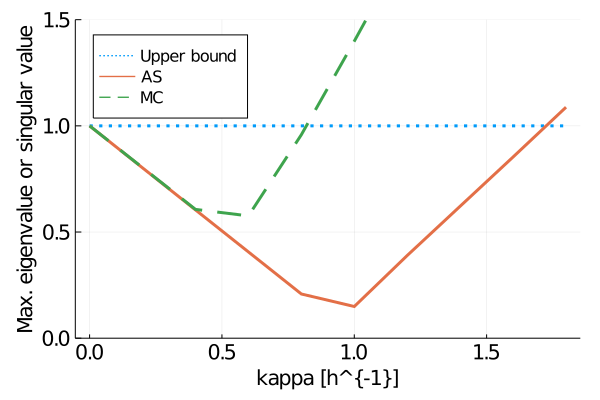 Max. eigenvalue or singular value
1.5
1.0
0.5
0.0
Upper bound
AS
MC
0.0 0.5 1.0 1.5
kappa [h^{-1}]